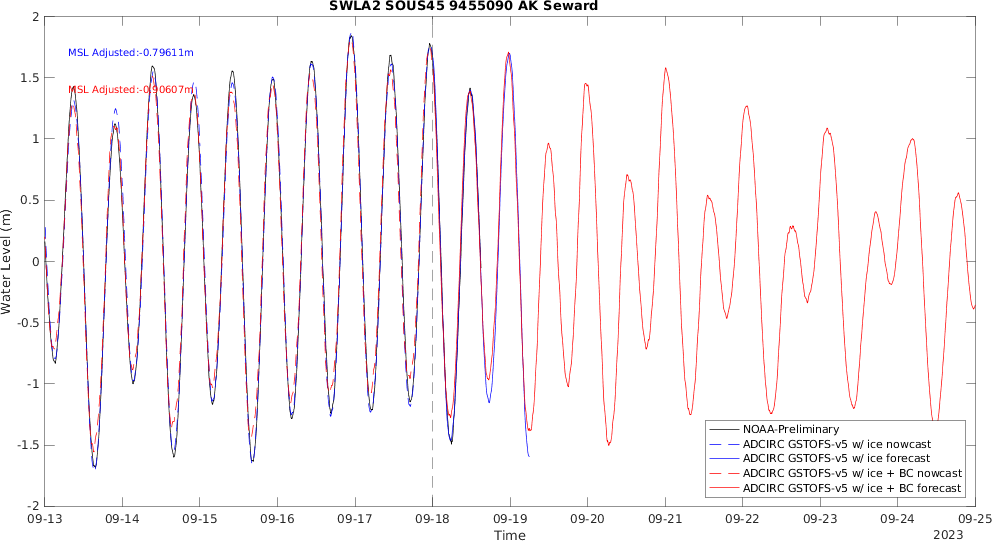 SWLA2 SOUS45 9455090 AK Seward
MSL Adjusted:-0.79611m
MSL Adjusted:-0.90607m
Water Level (m)
2
1.5
1
0.5
0
-0.5
-1
-1.5
-2
09-13 09-14 09-15 09-16 09-17 09-18 09-19 09-20 09-21 09-22 09-23 09-24 09-25
Time
2023
NOAA-Preliminary
ADCIRC GSTOFS-v5 w/ ice nowcast
ADCIRC GSTOFS-v5 w/ ice forecast
ADCIRC GSTOFS-v5 w/ ice + BC nowcast
ADCIRC GSTOFS-v5 w/ ice + BC forecast